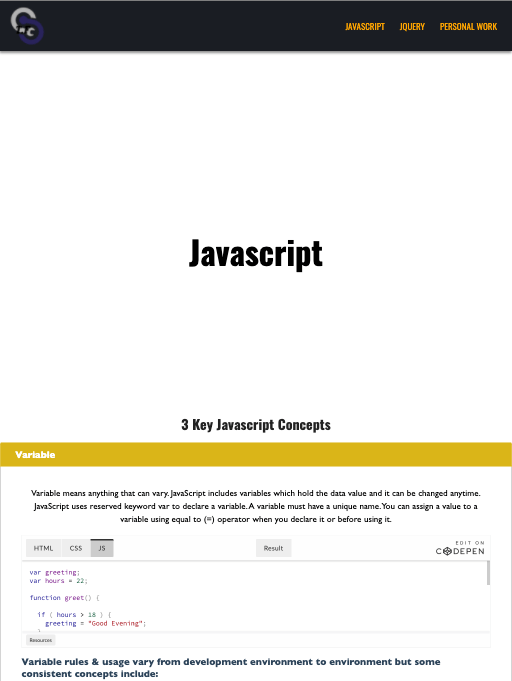 JAVASCRIPT JQUERY PERSONAL WORK
Javascript
3 Key Javascript Concepts
Variable
Variable means anything that can vary. JavaScript includes variables which hold the data value and it can be changed anytime.
JavaScript uses reserved keyword var to declare a variable. A variable must have a unique name. You can assign a value to a
variable using equal to (=) operator when you declare it or before using it.
HTML CSS JS Result EDIT ON
CODEPEN
var greeting;
var hours = 22;
function greet() {
if ( hours > 18 ) {
greeting = "Good Evening";
Resources
Variable rules & usage vary from development environment to environment but some
consistent concepts include: